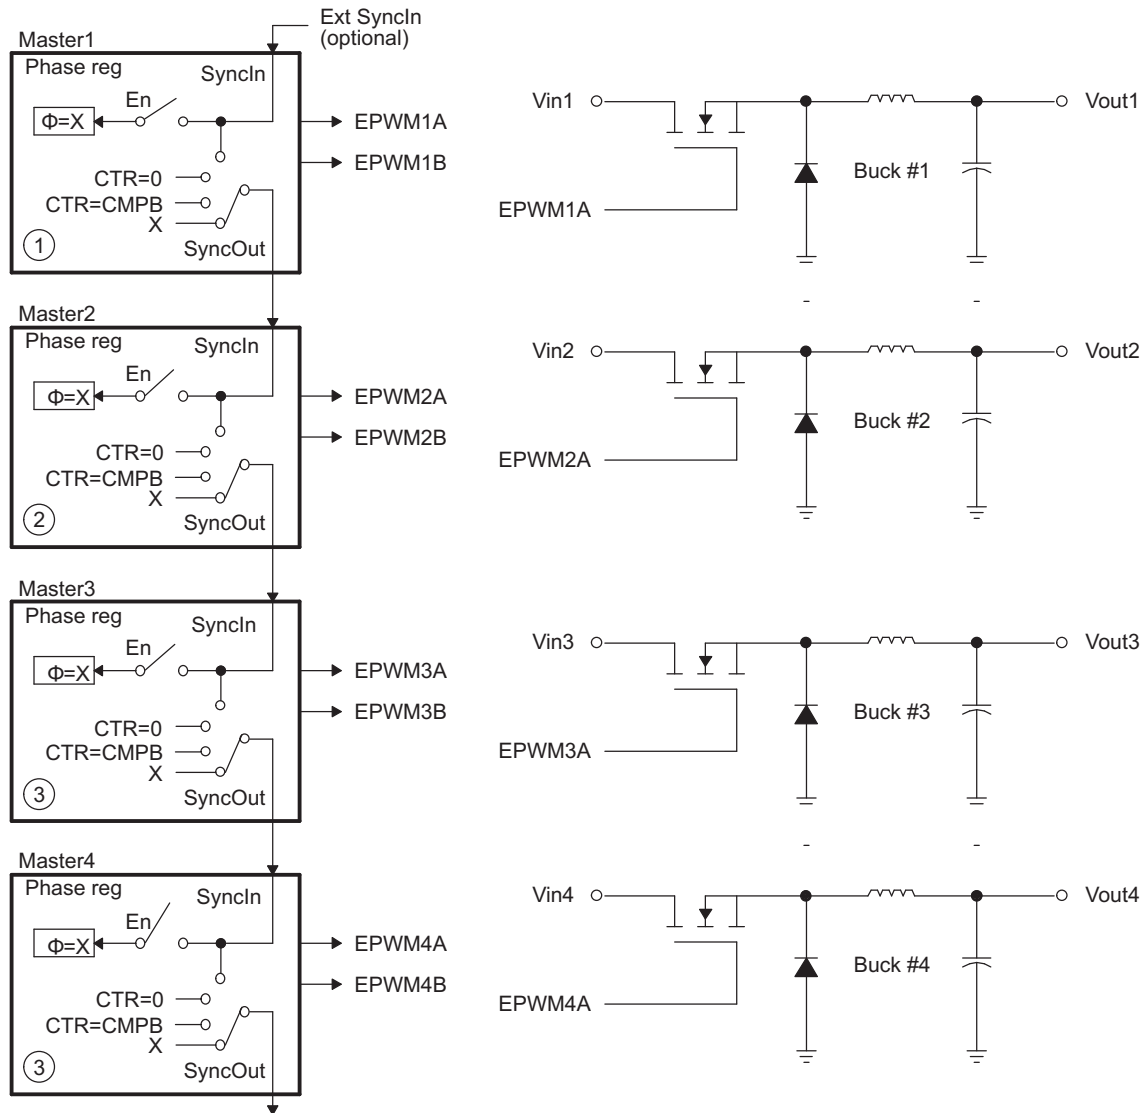 Ext SyncIn
(optional)
Master1
Phase reg
SyncIn
En
Φ=X
EPWM1A
EPWM1B
CTR=0
CTR=CMPB
X
1
SyncOut
Vin1
Vout1
Buck #1
EPWM1A
Master2
Phase reg
SyncIn
En
Φ=X
EPWM2A
EPWM2B
CTR=0
CTR=CMPB
X
2
SyncOut
Vin2
Vout2
Buck #2
EPWM2A
Master3
Phase reg
SyncIn
En
Φ=X
EPWM3A
EPWM3B
CTR=0
CTR=CMPB
X
3
SyncOut
Vin3
Vout3
Buck #3
EPWM3A
Master4
Phase reg
SyncIn
En
Φ=X
EPWM4A
EPWM4B
CTR=0
CTR=CMPB
X
3
SyncOut
Vin4
Vout4
Buck #4
EPWM4A